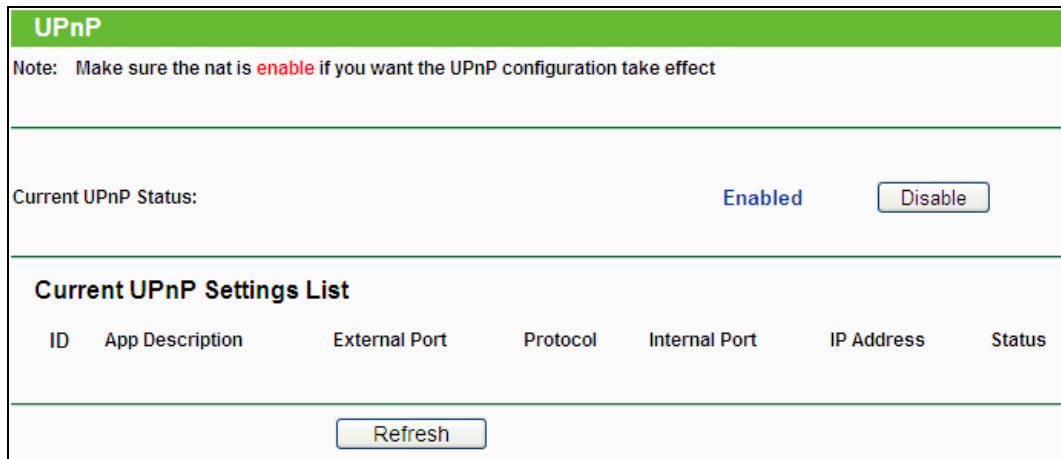 UPnP
Note: Make sure the nat is enable if you want the UPnP configuration take effect
Current UPnP Status: Enabled Disable
Current UPnP Settings List
ID App Description External Port Protocol Internal Port IP Address Status
Refresh